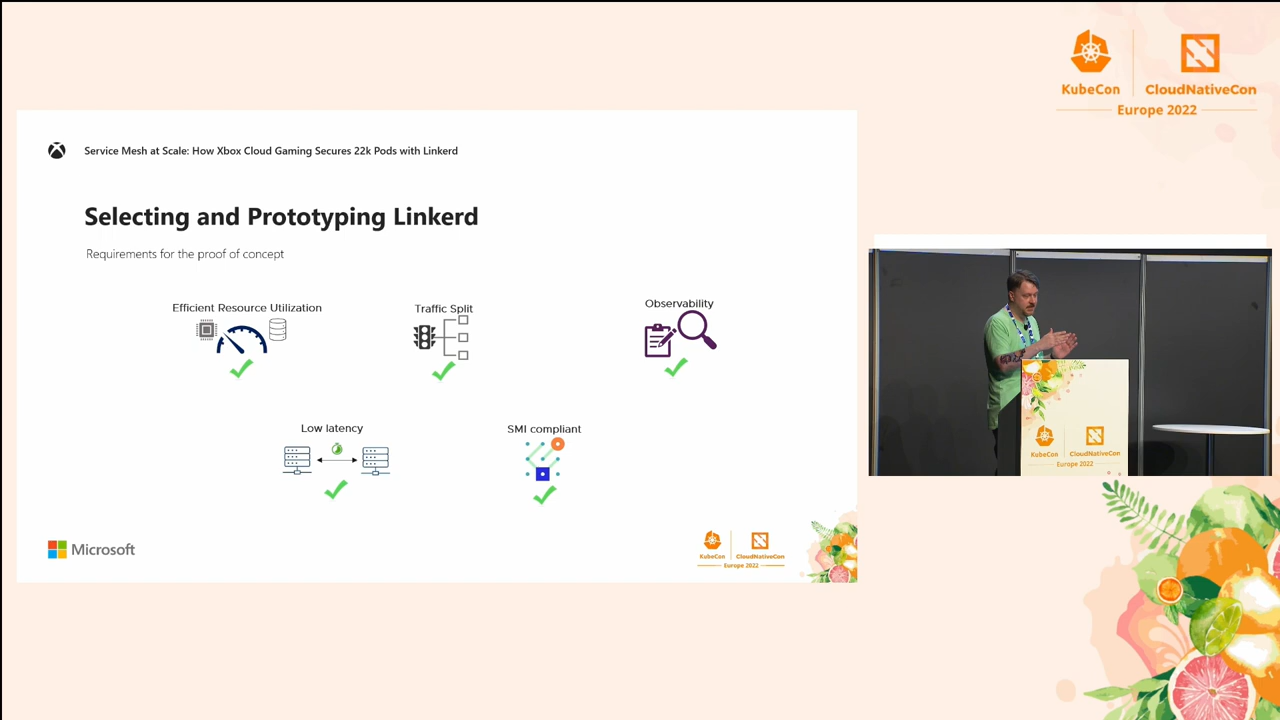 KubeCon
CloudNativeCon
Europe 2022
Service Mesh at Scale: How Xbox Cloud Gaming Secures 22k Pods with Linkerd
Selecting and Prototyping Linkerd
Requirements for the proof of concept
Efficient Resource Utilization
Traffic Split
Observability
Low latency
SMI compliant
Microsoft
KubeCon
CloudNativeCon
Europe 2022
KubeCon
CloudNativeCon
Europe 2022